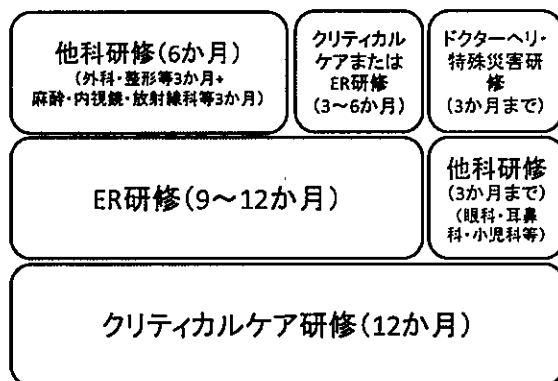 他科研修(6か月)
(外科・整形等3か月+
麻酔・内視鏡・放射線科等3か月)
クリティカル
ケアまたは
ER研修
(3～6か月)
ドクターヘリ・
特殊災害研
修
(3か月まで)
ER研修(9～12か月)
他科研修
(3か月まで)
(眼科・耳鼻
科・小児科等)
クリティカルケア研修(12か月)